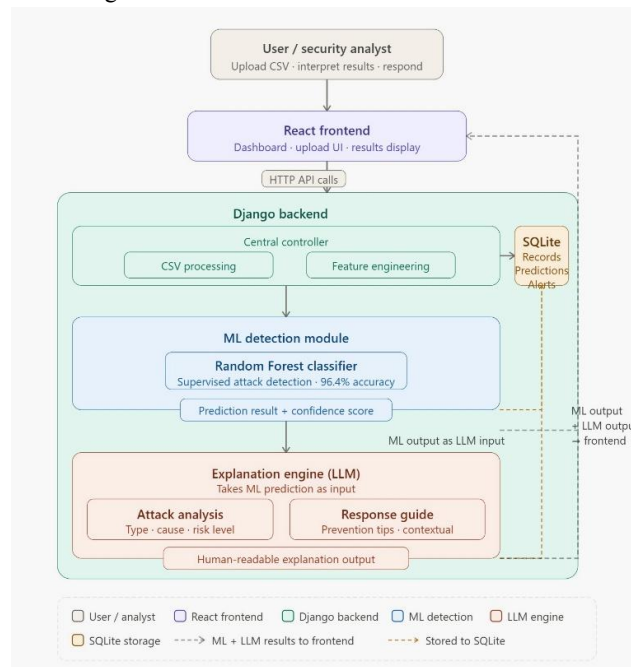 User / security analyst
Upload CSV · interpret results · respond
React frontend
Dashboard · upload UI · results display
HTTP API calls
Django backend
Central controller
CSV processing
Feature engineering
SQLite
Records
Predictions
Alerts
ML detection module
Random Forest classifier
Supervised attack detection · 96.4% accuracy
Prediction result + confidence score
ML output
+ LLM output
→ frontend
ML output as LLM input
Explanation engine (LLM)
Takes ML prediction as input
Attack analysis
Type · cause · risk level
Response guide
Prevention tips · contextual
Human-readable explanation output
User / analyst
React frontend
Django backend
ML detection
LLM engine
SQLite storage
ML + LLM results to frontend
Stored to SQLite